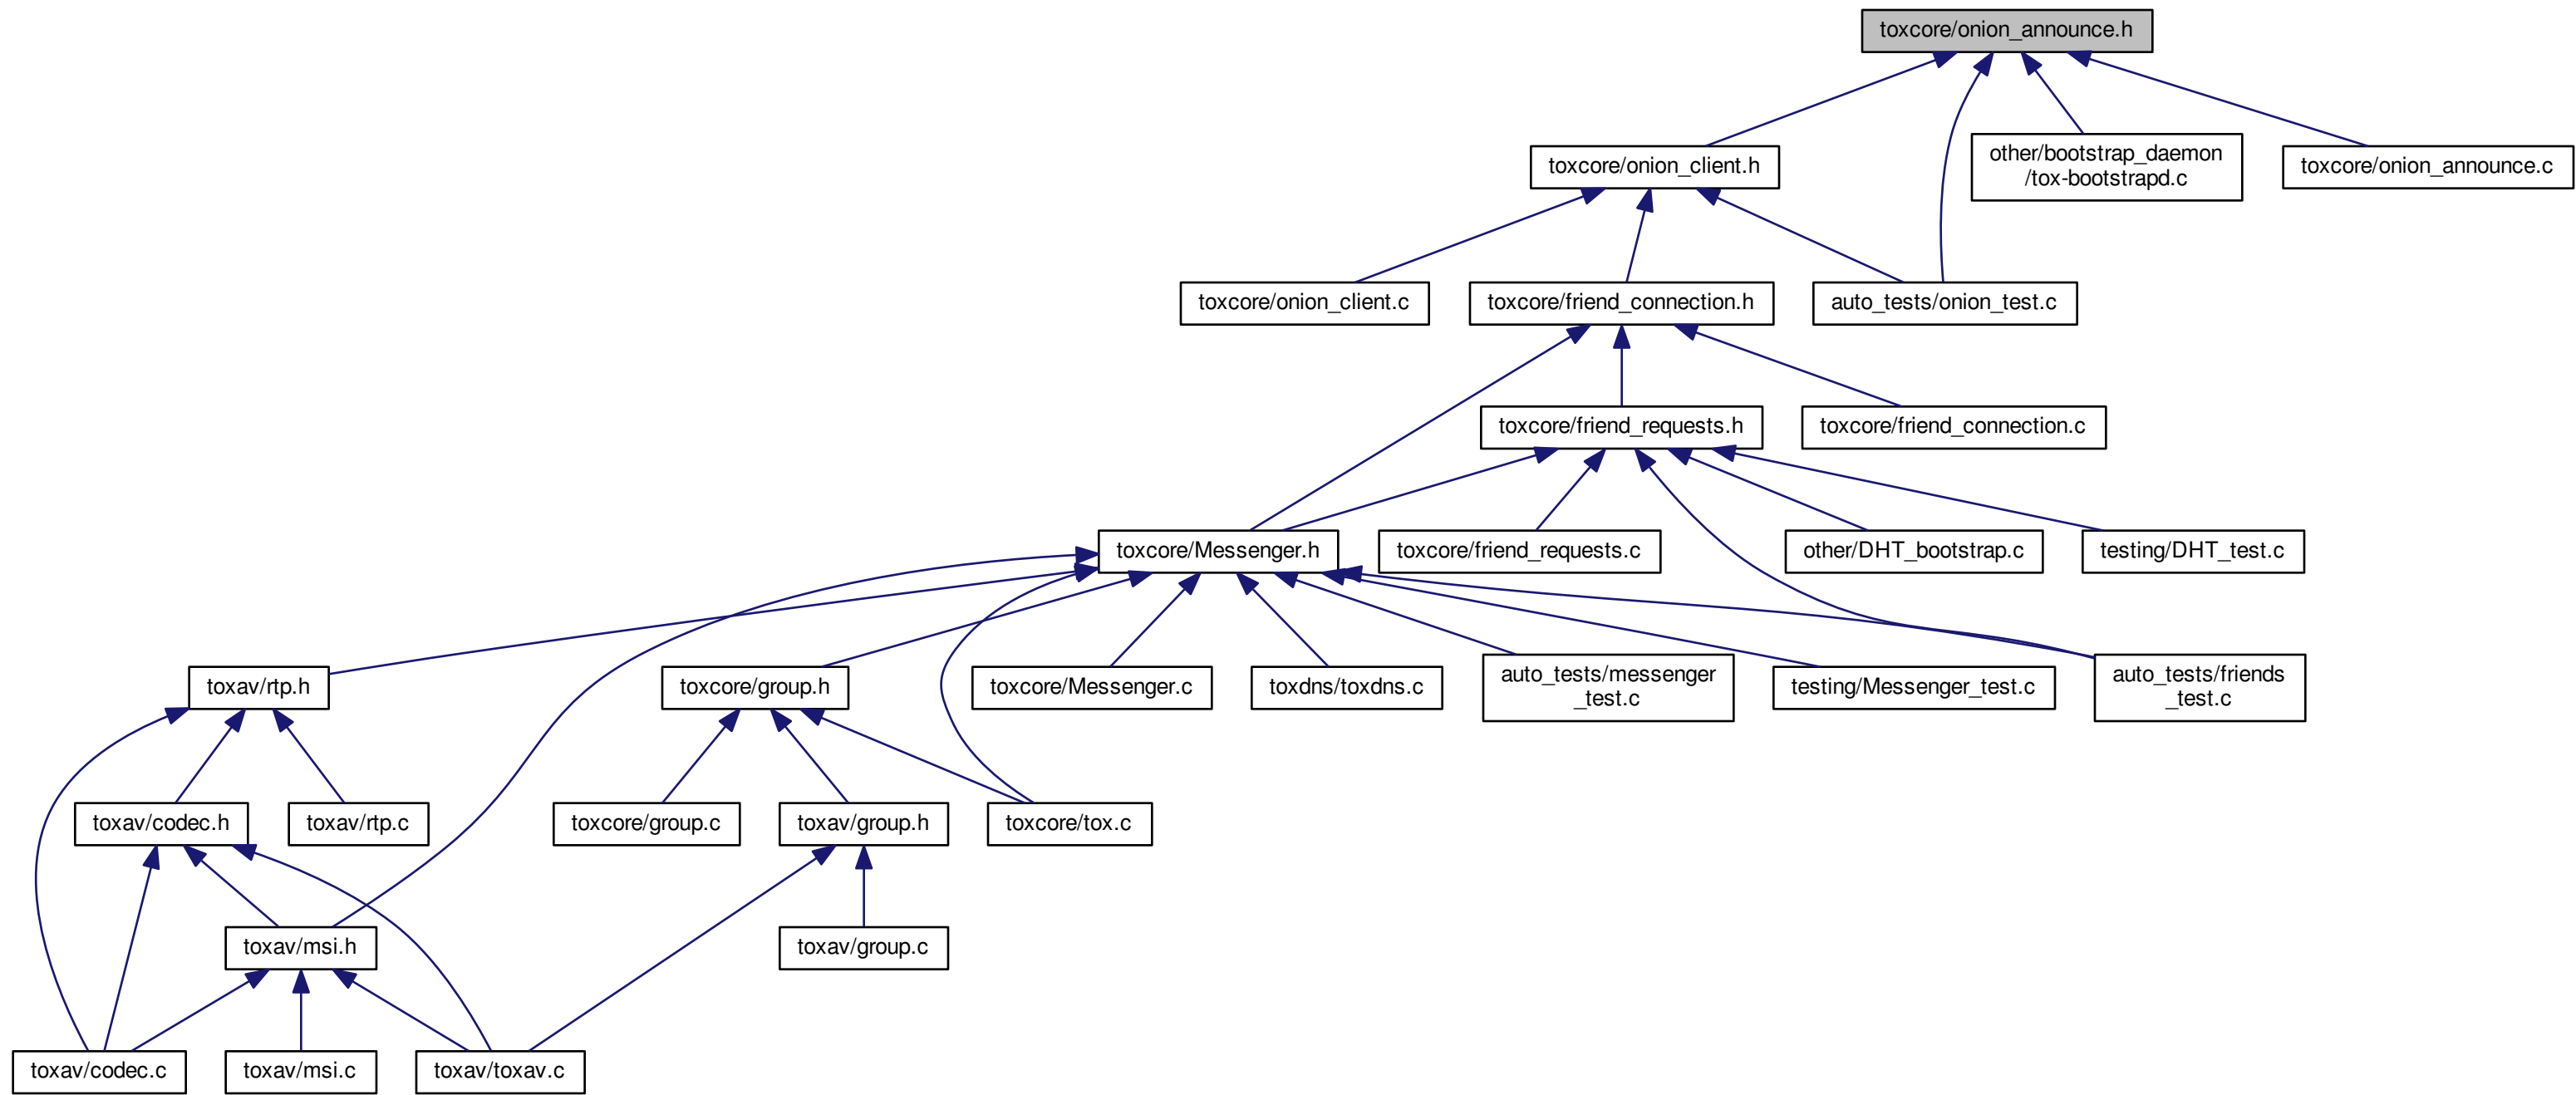 toxcore/onion_announce.h
toxcore/onion_client.h
other/bootstrap_daemon
/tox-bootstrapd.c
toxcore/onion_announce.c
toxcore/onion_client.c
toxcore/friend_connection.h
auto_tests/onion_test.c
toxcore/friend_requests.h
toxcore/friend_connection.c
toxcore/Messenger.h
toxcore/friend_requests.c
other/DHT_bootstrap.c
testing/DHT_test.c
toxav/rtp.h
toxcore/group.h
toxcore/Messenger.c
toxdns/toxdns.c
auto_tests/messenger
_test.c
testing/Messenger_test.c
auto_tests/friends
_test.c
toxav/codec.h
toxav/rtp.c
toxcore/group.c
toxav/group.h
toxcore/tox.c
toxav/msi.h
toxav/group.c
toxav/codec.c
toxav/msi.c
toxav/toxav.c